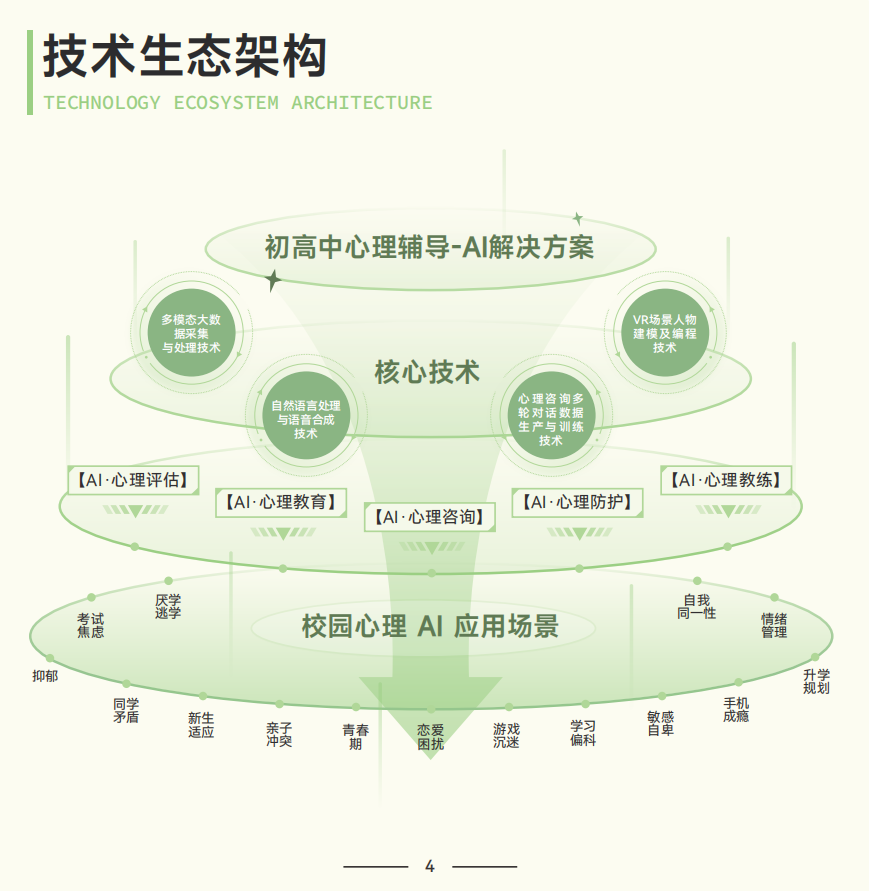 技术生态架构
TECHNOLOGY ECOSYSTEM ARCHITECTURE
初高中心理辅导-AI解决方案
多模态大数
据采集
与处理技术
VR场景人物
建模及编程
技术
核心技术
自然语言处理
与语音合成
技术
心理咨询多
轮对话数据
生产与训练
技术
【AI·心理评估】
【AI·心理教育】
【AI·心理咨询】
【AI·心理防护】
【AI·心理教练】
校园心理 AI 应用场景
厌学
逃学
考试
焦虑
抑郁
同学
矛盾
新生
适应
亲子
冲突
青春
期
恋爱
困扰
游戏
沉迷
学习
偏科
敏感
自卑
手机
成瘾
升学
规划
情绪
管理
自我
同一性
4